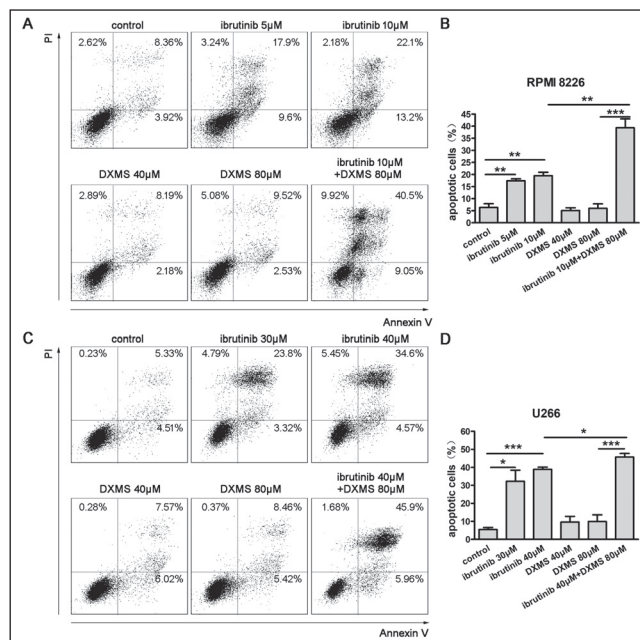 A
B
control
ibrutinib 5μM
ibrutinib 10μM
PI
2.62%
8.36%
3.92%
3.24%
17.9%
9.6%
2.18%
22.1%
13.2%
DXMS 40μM
DXMS 80μM
ibrutinib 10μM
+DXMS 80μM
2.89%
8.19%
2.18%
5.08%
9.52%
2.53%
9.92%
40.5%
9.05%
Annexin V
RPMI 8226
apoptotic cells (%)
45
40
35
30
25
20
15
10
5
0
**
**
**
***
control
ibrutinib 5μM
ibrutinib 10μM
DXMS 40μM
DXMS 80μM
ibrutinib 10μM+DXMS 80μM
C
D
control
ibrutinib 30μM
ibrutinib 40μM
PI
0.23%
5.33%
4.51%
4.79%
23.8%
3.32%
5.45%
34.6%
4.57%
DXMS 40μM
DXMS 80μM
ibrutinib 40μM
+DXMS 80μM
0.28%
7.57%
6.02%
0.37%
8.46%
5.42%
1.68%
45.9%
5.96%
Annexin V
U266
apoptotic cells (%)
50
40
30
20
10
0
*
***
*
***
control
ibrutinib 30μM
ibrutinib 40μM
DXMS 40μM
DXMS 80μM
ibrutinib 40μM+DXMS 80μM